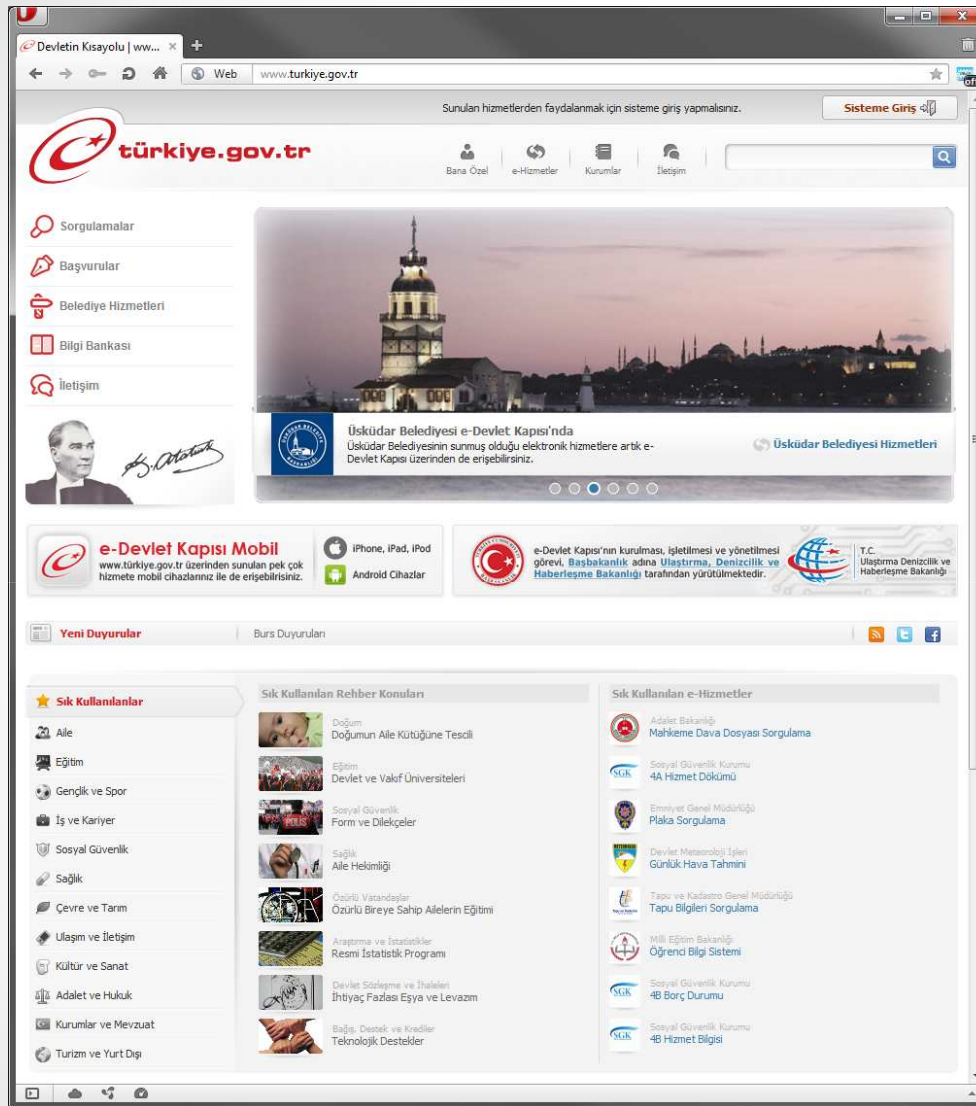 Devletin Kısayolu | ww...
Web
www.turkiye.gov.tr
off
Sunulan hizmetlerden faydalanmak için sisteme giriş yapmalısınız.
Sisteme Giriş
türkiye.gov.tr
Bana Özel
e-Hizmetler
Kurumlar
İletişim
Sorgulamalar
Başvurular
Belediye Hizmetleri
Bilgi Bankası
İletişim
K. Atatürk
Üsküdar Belediyesi e-Devlet Kapısı'nda
Üsküdar Belediyesinin sunmuş olduğu elektronik hizmetlere artık e-
Devlet Kapısı üzerinden de erişebilirsiniz.
Üsküdar Belediyesi Hizmetleri
e-Devlet Kapısı Mobil
www.türkiye.gov.tr üzerinden sunulan pek çok
hizmete mobil cihazlarınız ile de erişebilirsiniz.
iPhone, iPad, iPod
Android Cihazlar
e-Devlet Kapısı'nın kurulması, işletilmesi ve yönetilmesi
görevi, Başbakanlık adına Ulaştırma, Denizcilik ve
Haberleşme Bakanlığı tarafından yürütülmektedir.
T.C.
Ulaştırma Denizcilik ve
Haberleşme Bakanlığı
Yeni Duyurular
Burs Duyuruları
Sık Kullanılanlar
Aile
Eğitim
Gençlik ve Spor
İş ve Kariyer
Sosyal Güvenlik
Sağlık
Çevre ve Tarım
Ulaşım ve İletişim
Kültür ve Sanat
Adalet ve Hukuk
Kurumlar ve Mevzuat
Turizm ve Yurt Dışı
Sık Kullanılan Rehber Konuları
Doğum
Doğumun Aile Kütüğüne Tescili
Eğitim
Devlet ve Vakıf Üniversiteleri
POLİS
Sosyal Güvenlik
Form ve Dilekçeler
Sağlık
Aile Hekimliği
Özürlü Vatandaşlar
Özürlü Bireye Sahip Ailelerin Eğitimi
Araştırma ve İstatistikler
Resmi İstatistik Programı
Devlet Sözleşme ve İhaleleri
İhtiyaç Fazlası Eşya ve Levazım
Bağış, Destek ve Krediler
Teknolojik Destekler
Sık Kullanılan e-Hizmetler
Adalet Bakanlığı
Mahkeme Dava Dosyası Sorgulama
SGK
Sosyal Güvenlik Kurumu
4A Hizmet Dökümü
Emniyet Genel Müdürlüğü
Plaka Sorgulama
Devlet Meteoroloji İşleri
Günlük Hava Tahmini
Tapu ve Kadastro Genel Müdürlüğü
Tapu Bilgileri Sorgulama
Milli Eğitim Bakanlığı
Öğrenci Bilgi Sistemi
SGK
Sosyal Güvenlik Kurumu
4B Borç Durumu
SGK
Sosyal Güvenlik Kurumu
4B Hizmet Bilgisi